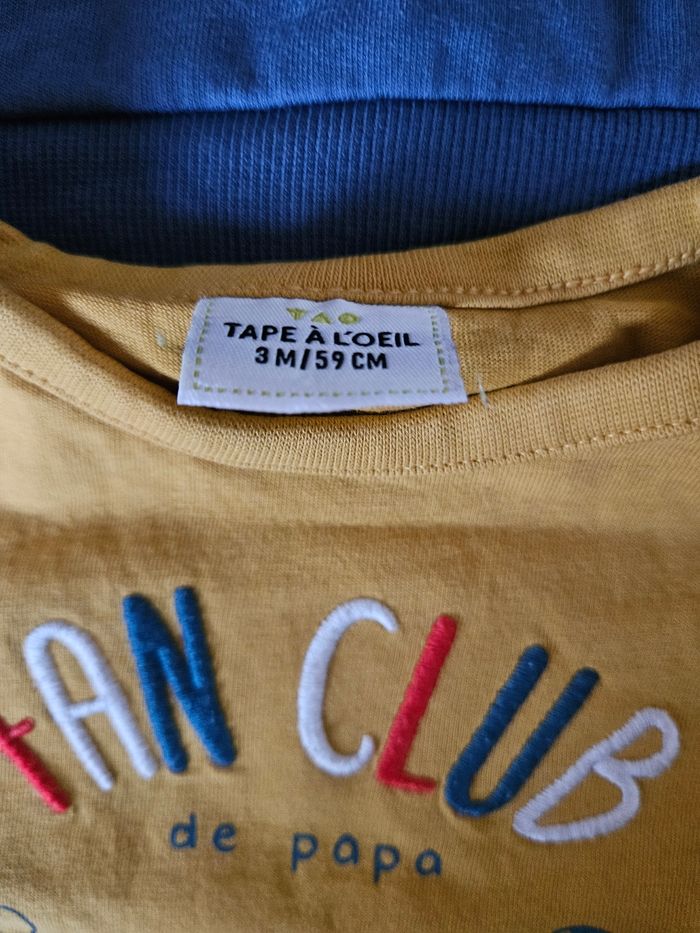 TAO
TAPE À L'OEIL
3 M/59 CM
FAN CLUB
de papa